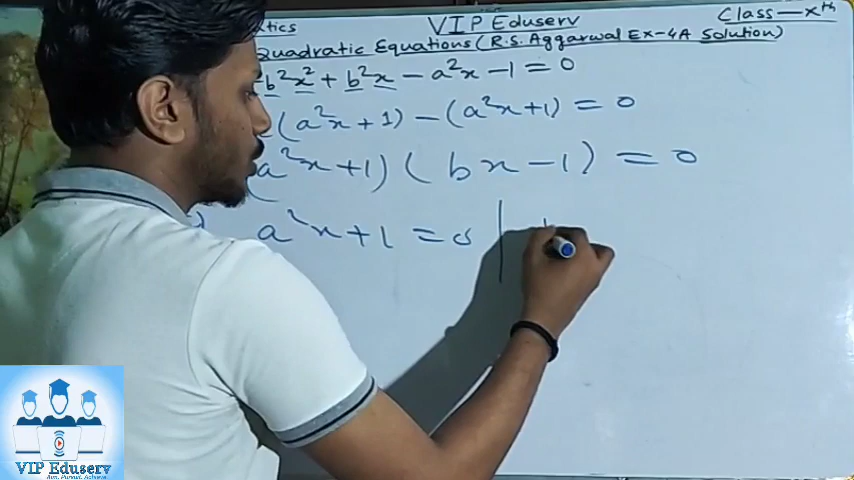 VIP Eduserv Class-Xth
Quadratic Equations (R.S. Aggarwal Ex-4A Solution)
b²x² + b²x - a²x - 1 = 0
(a²x + 1) - (a²x + 1) = 0
a²x + 1) (bx - 1) = 0
a²x + 1 = 0 |
VIP Eduserv